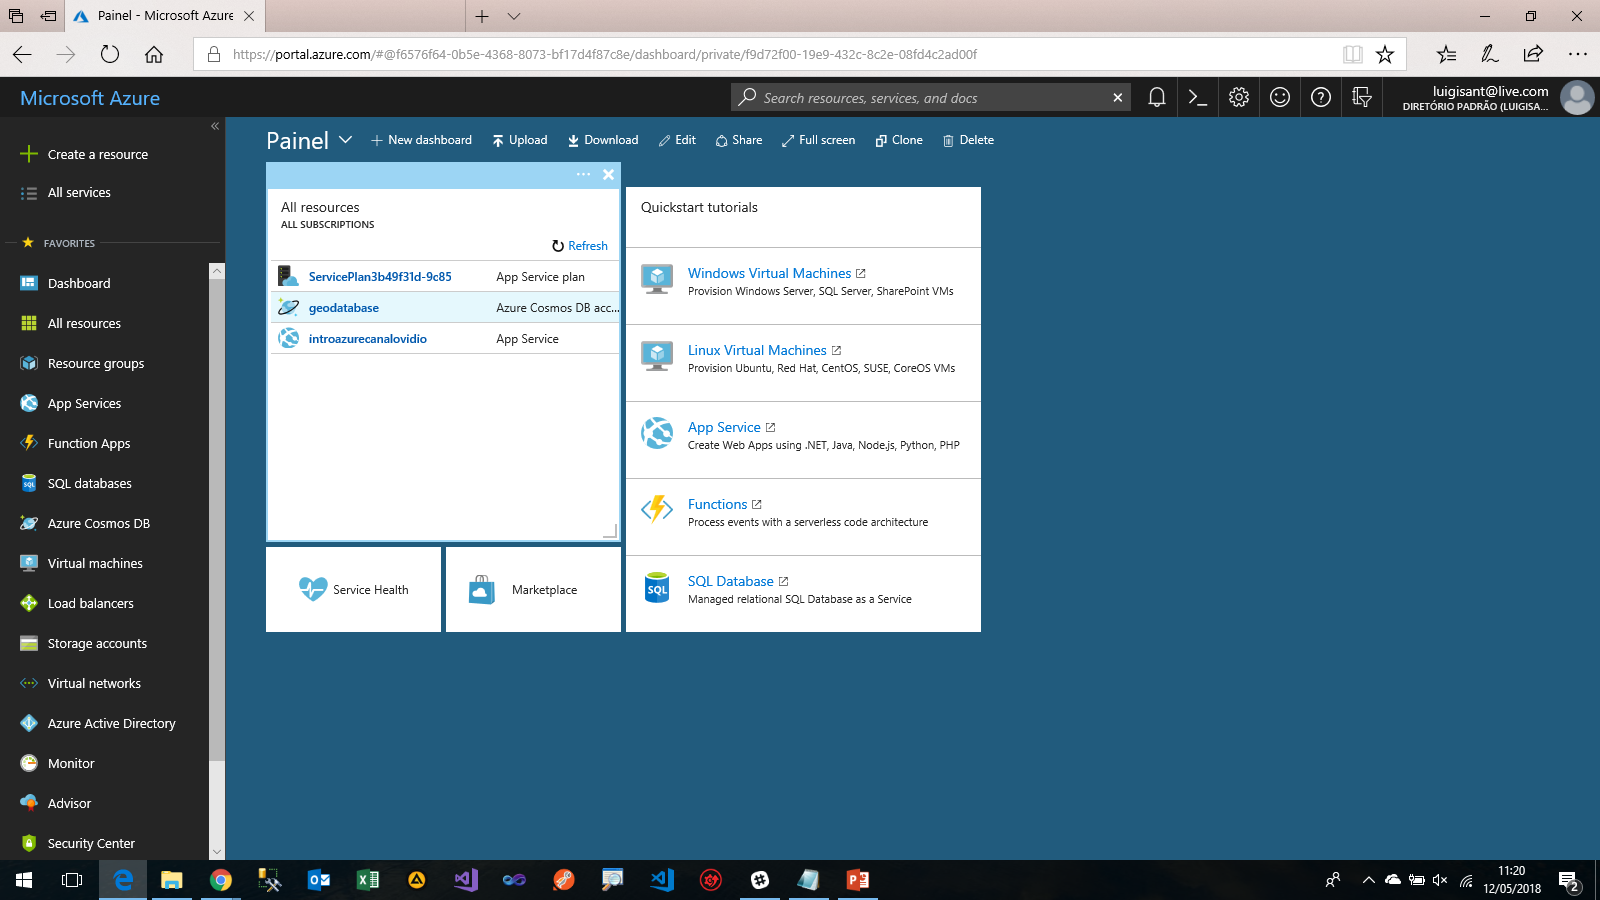 Painel - Microsoft Azure
https://portal.azure.com/#@f6576f64-0b5e-4368-8073-bf17d4f87c8e/dashboard/private/f9d72f00-19e9-432c-8c2e-08fd4c2ad00f
Microsoft Azure
Search resources, services, and docs
luigisant@live.com
DIRETÓRIO PADRÃO (LUIGISA...
Create a resource
All services
FAVORITES
Dashboard
All resources
Resource groups
App Services
Function Apps
SQL databases
Azure Cosmos DB
Virtual machines
Load balancers
Storage accounts
Virtual networks
Azure Active Directory
Monitor
Advisor
Security Center
Painel
New dashboard
Upload
Download
Edit
Share
Full screen
Clone
Delete
All resources
ALL SUBSCRIPTIONS
Refresh
ServicePlan3b49f31d-9c85 App Service plan
geodatabase Azure Cosmos DB acc...
introazurecanalovidio App Service
Service Health
Marketplace
Quickstart tutorials
Windows Virtual Machines
Provision Windows Server, SQL Server, SharePoint VMs
Linux Virtual Machines
Provision Ubuntu, Red Hat, CentOS, SUSE, CoreOS VMs
App Service
Create Web Apps using .NET, Java, Node.js, Python, PHP
Functions
Process events with a serverless code architecture
SQL
SQL Database
Managed relational SQL Database as a Service
11:20
12/05/2018
2